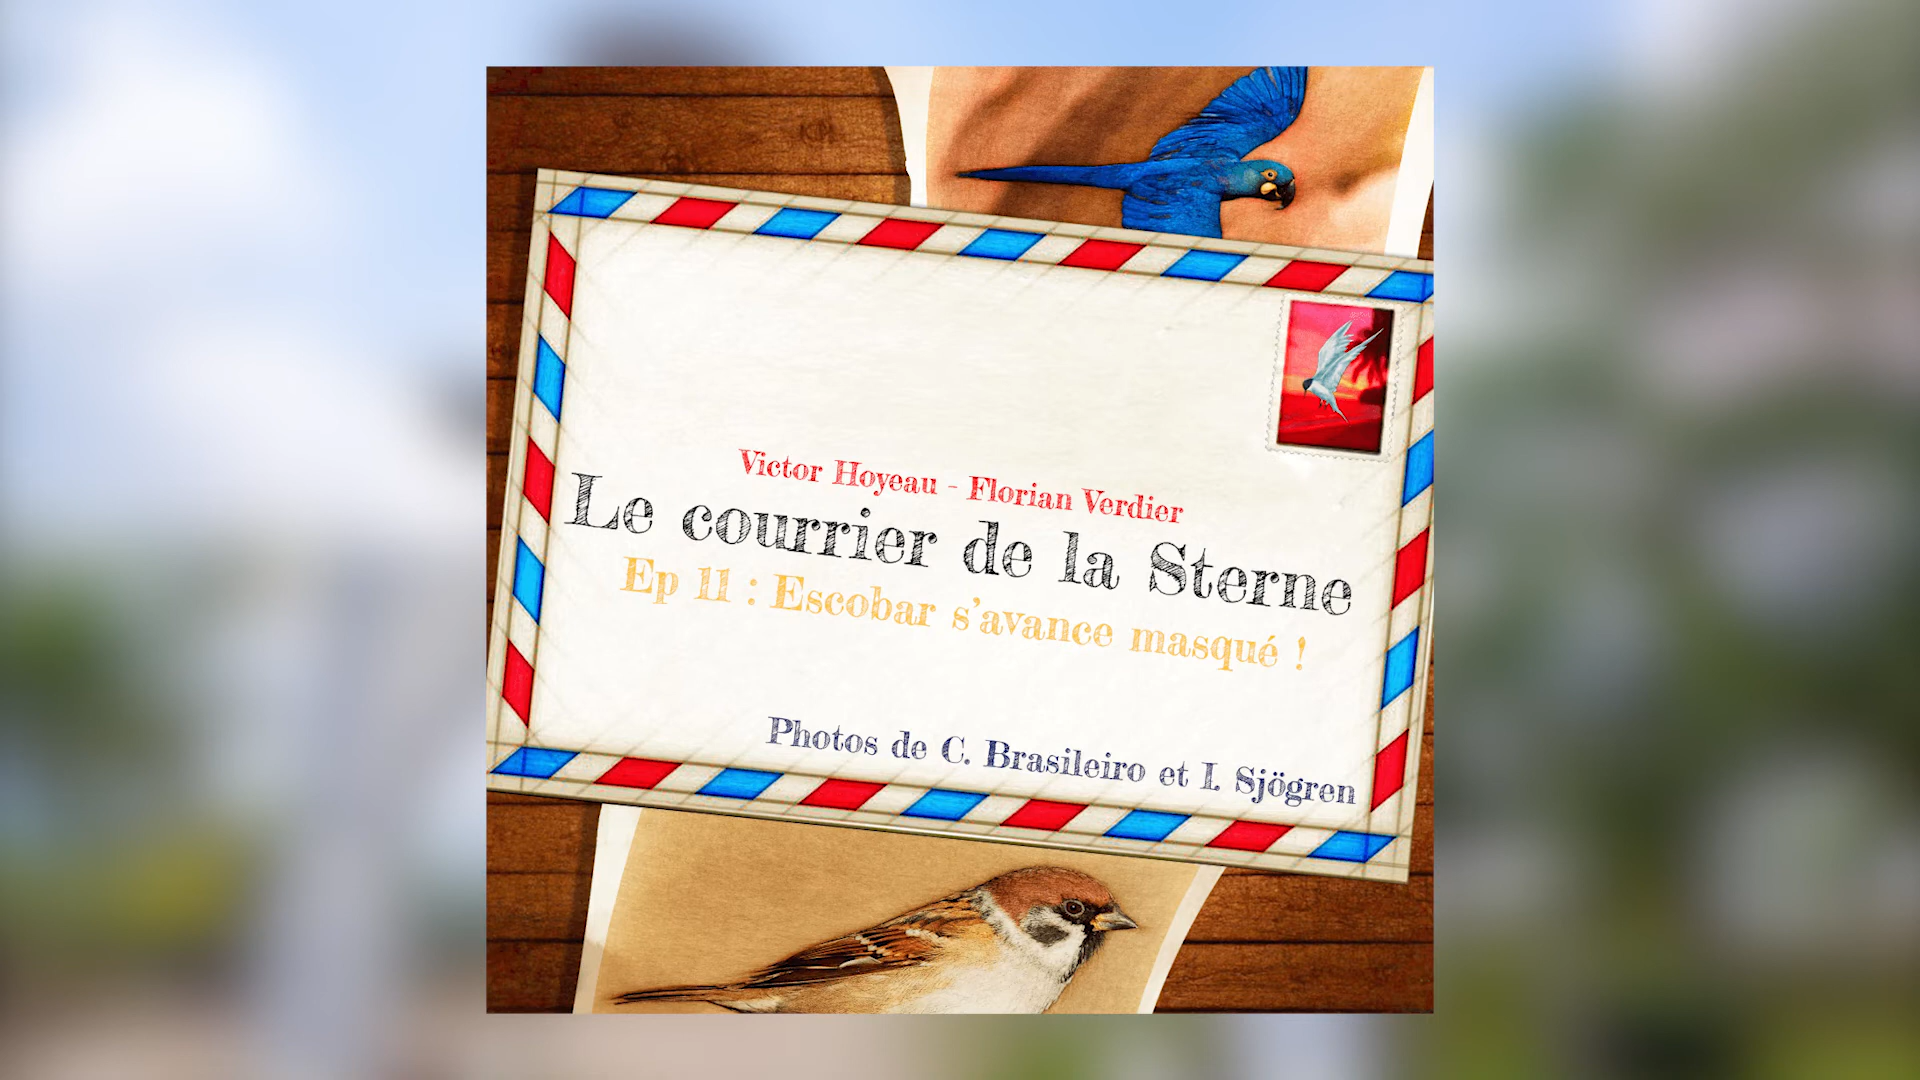 Victor Hoyeau - Florian Verdier
Le courrier de la Sterne
Ep 11 : Escobar s'avance masqué !
Photos de C. Brasileiro et I. Sjögren